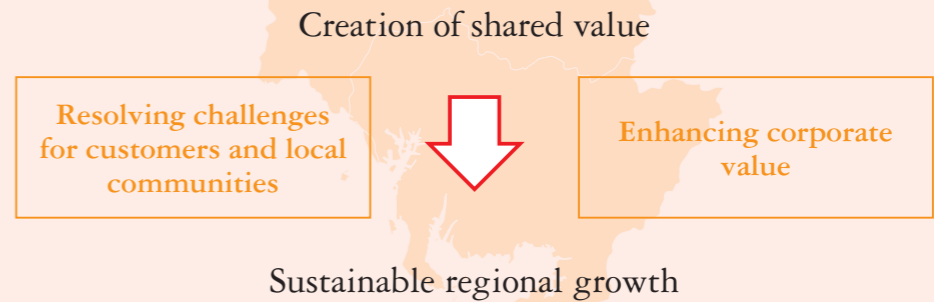 Creation of shared value
Resolving challenges
for customers and local
communities
Enhancing corporate
value
Sustainable regional growth